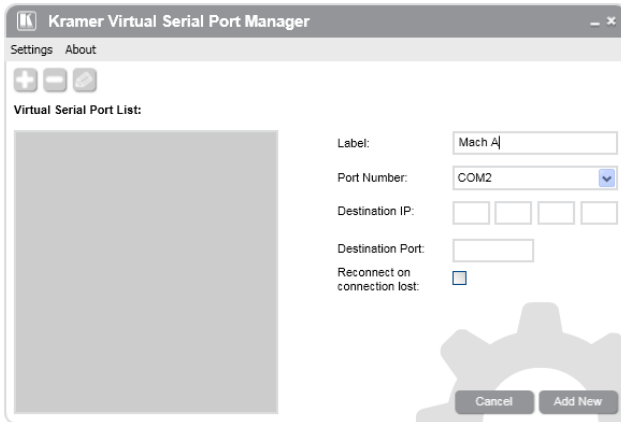 Kramer Virtual Serial Port Manager
Settings About
Virtual Serial Port List:
Label: Mach A
Port Number: COM2
Destination IP:
Destination Port:
Reconnect on
connection lost:
Cancel Add New